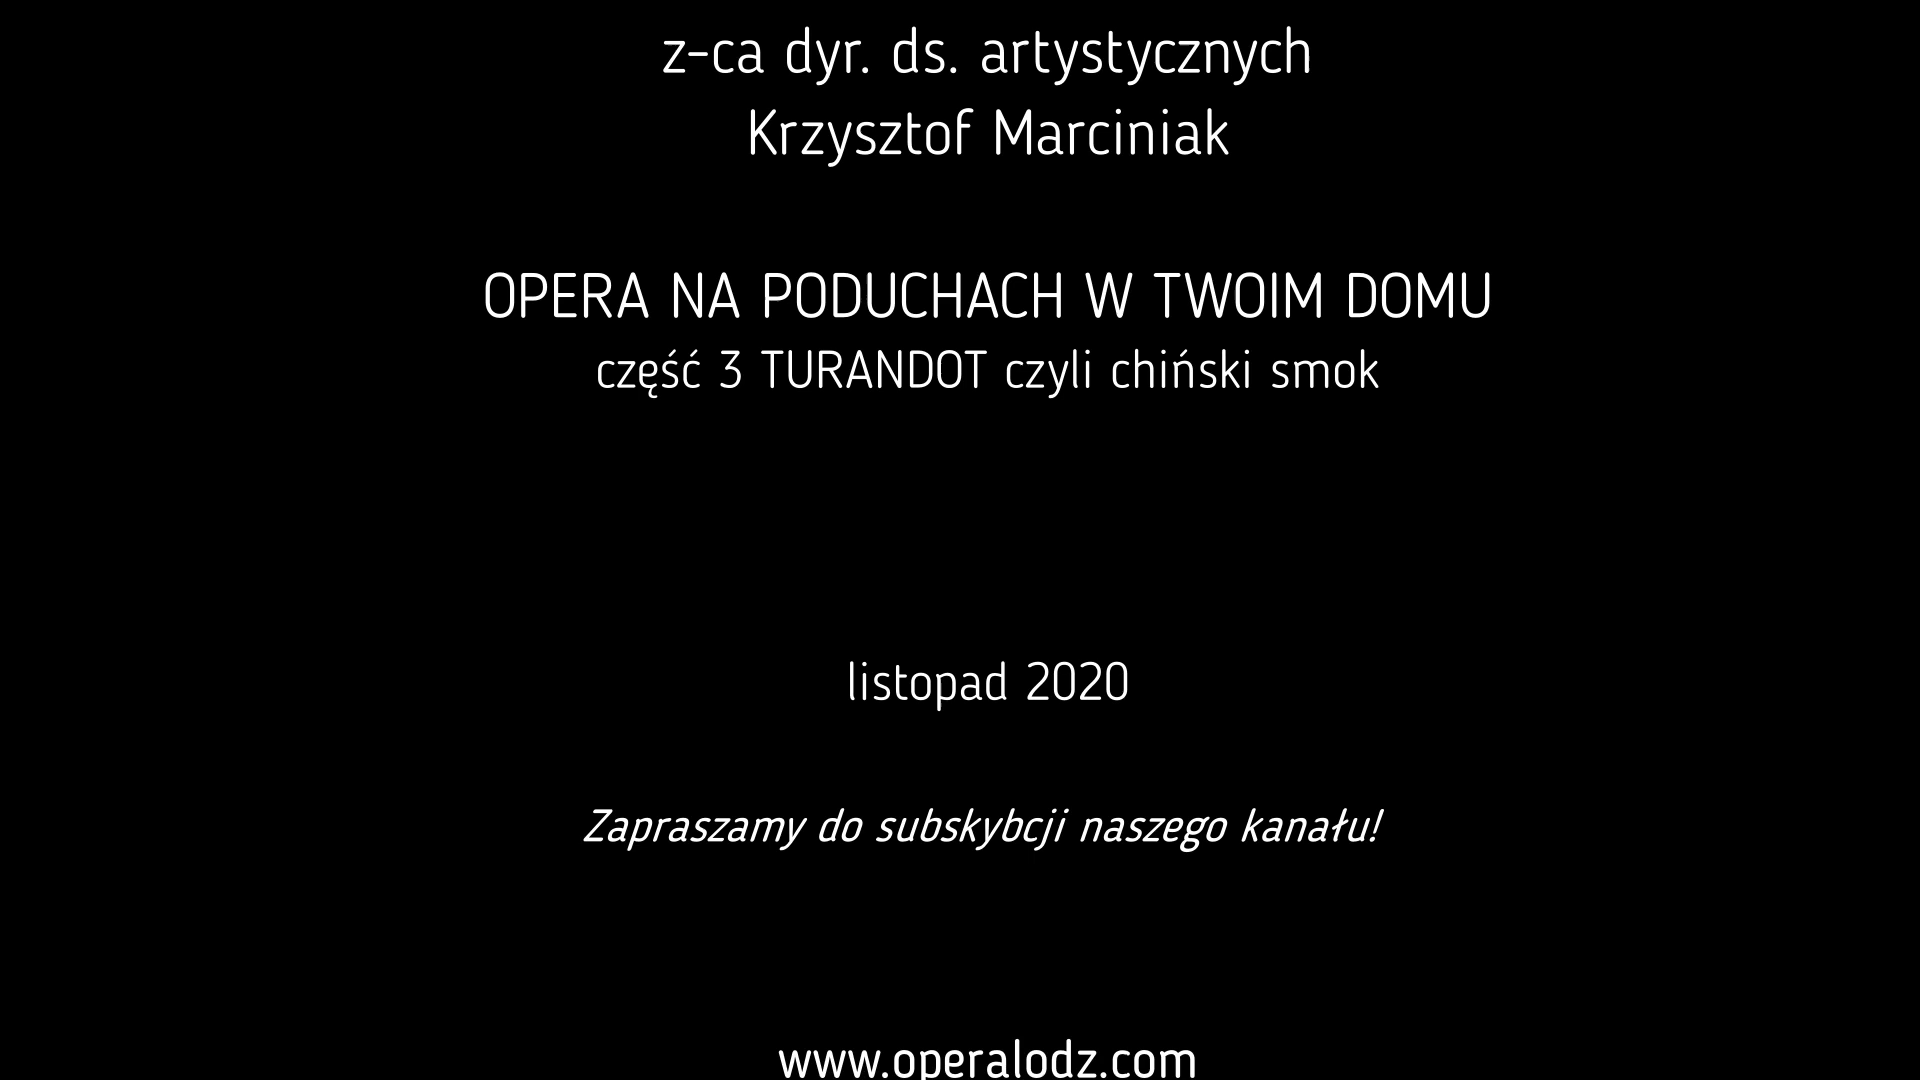 z-ca dyr. ds. artystycznych
Krzysztof Marciniak
OPERA NA PODUCHACH W TWOIM DOMU
część 3 TURANDOT czyli chiński smok
listopad 2020
Zapraszamy do subskybcji naszego kanału!
www.operalodz.com